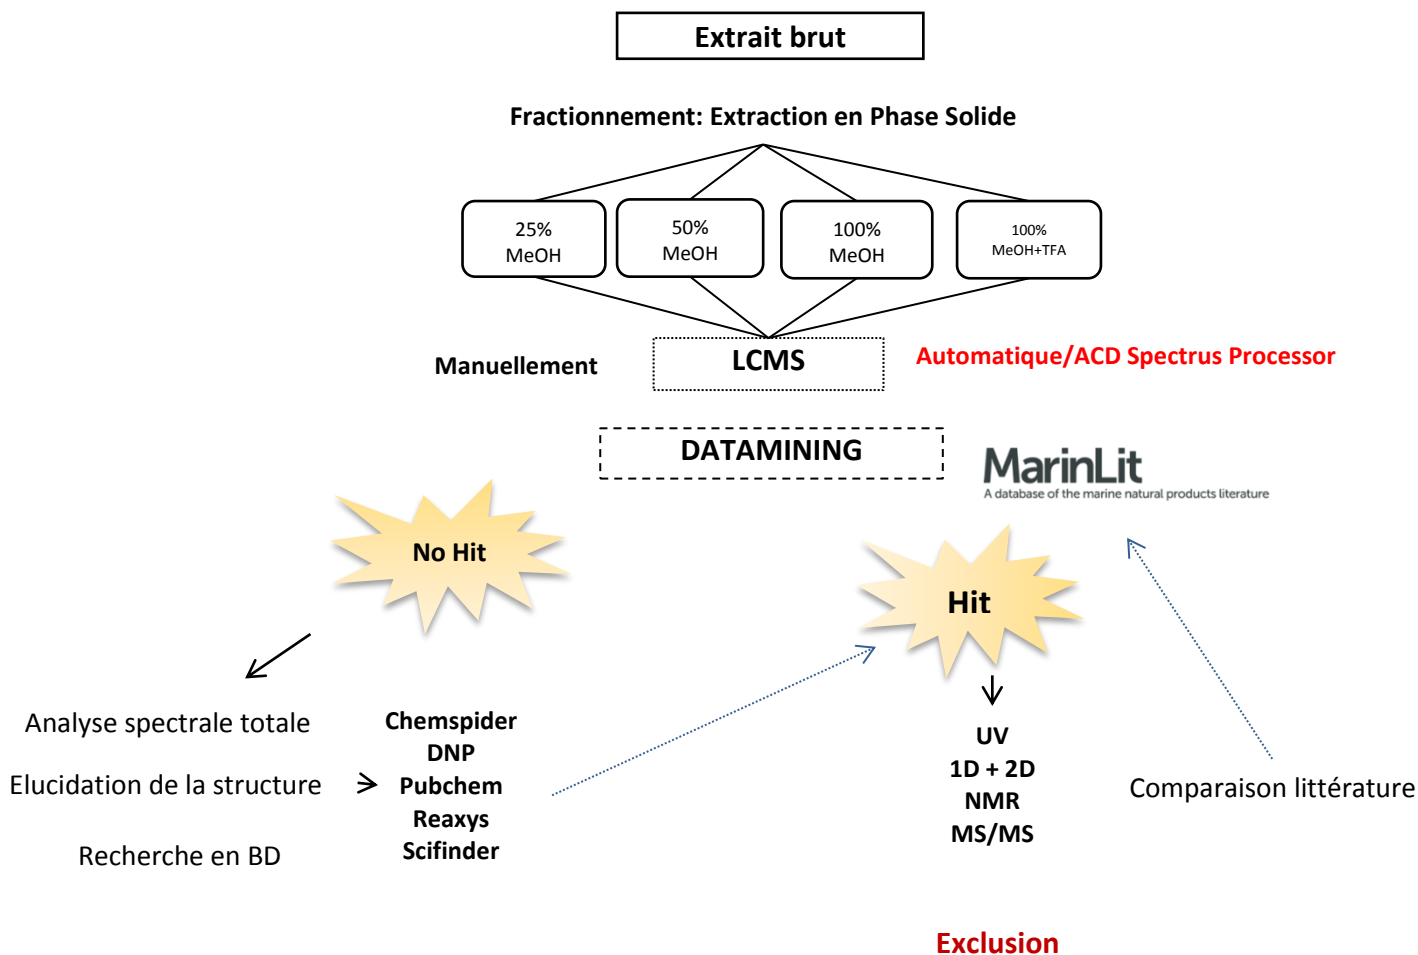 Extrait brut
Fractionnement: Extraction en Phase Solide
25%
MeOH
50%
MeOH
100%
MeOH
100%
MeOH+TFA
Manuellement
LCMS
Automatique/ACD Spectrus Processor
DATAMINING
MarinLit
A database of the marine natural products literature
No Hit
Hit
Analyse spectrale totale
Elucidation de la structure
Recherche en BD
Chemspider
DNP
Pubchem
Reaxys
Scifinder
UV
1D + 2D
NMR
MS/MS
Comparaison littérature
Exclusion